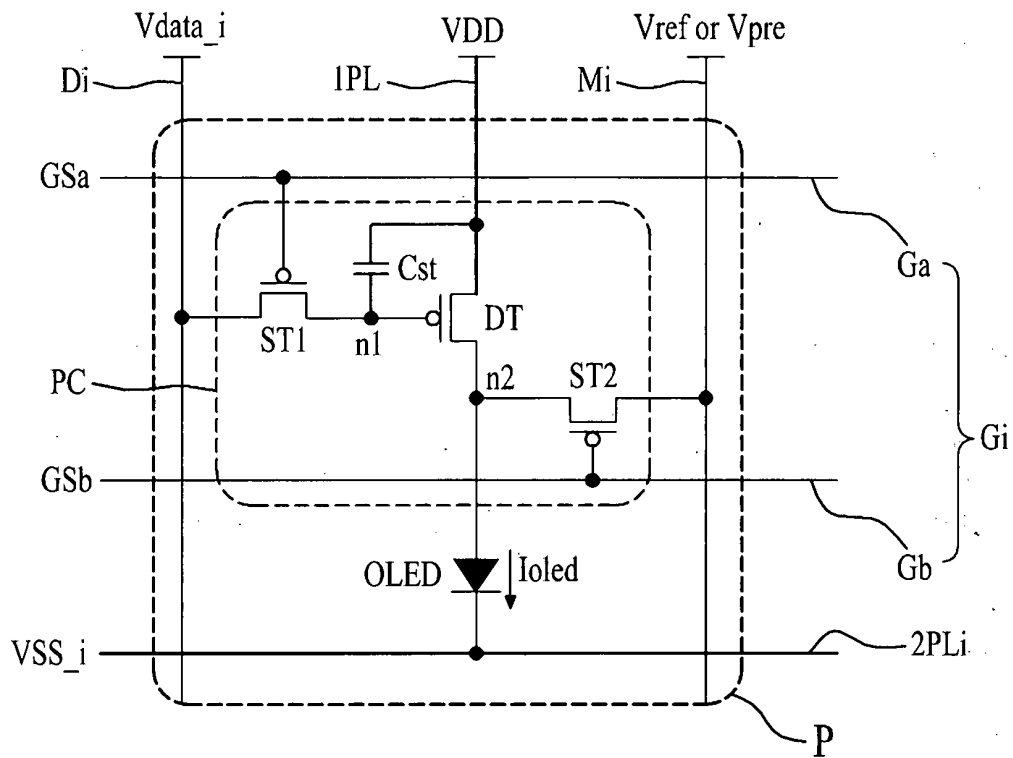 Vdata_i
VDD
Vref or Vpre
Di
1PL
Mi
GSa
Ga
Cst
ST1
n1
DT
PC
n2
ST2
Gi
GSb
Gb
OLED
Ioled
VSS_i
2PLi
P